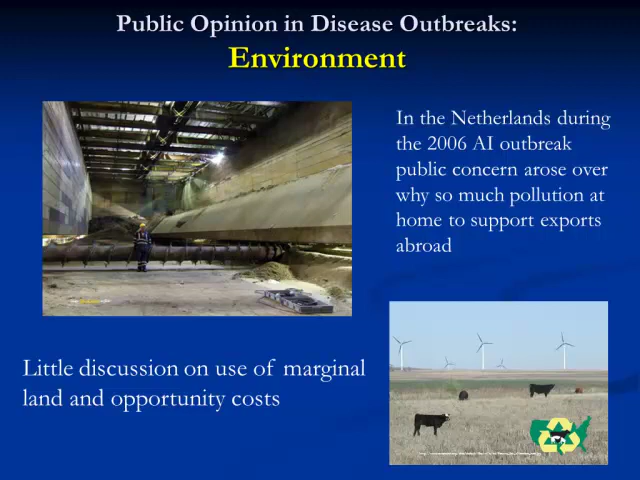 Public Opinion in Disease Outbreaks:
Environment
In the Netherlands during
the 2006 AI outbreak
public concern arose over
why so much pollution at
home to support exports
abroad
Little discussion on use of marginal
land and opportunity costs